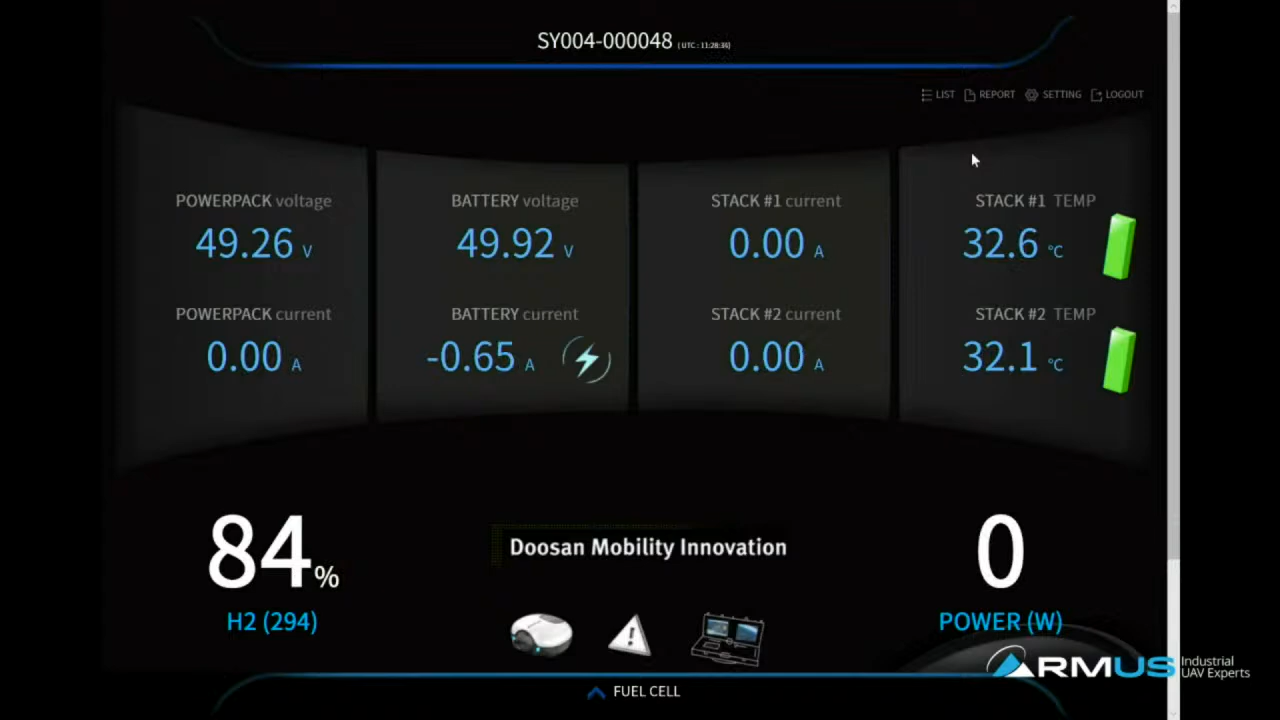 SY004-000048 (UTC : 11:28:35)
LIST REPORT SETTING LOGOUT
POWERPACK voltage
49.26 V
POWERPACK current
0.00 A
BATTERY voltage
49.92 V
BATTERY current
-0.65 A
STACK #1 current
0.00 A
STACK #2 current
0.00 A
STACK #1 TEMP
32.6 °C
STACK #2 TEMP
32.1 °C
84%
H2 (294)
Doosan Mobility Innovation
0
POWER (W)
FUEL CELL
ARMUS Industrial
UAV Experts